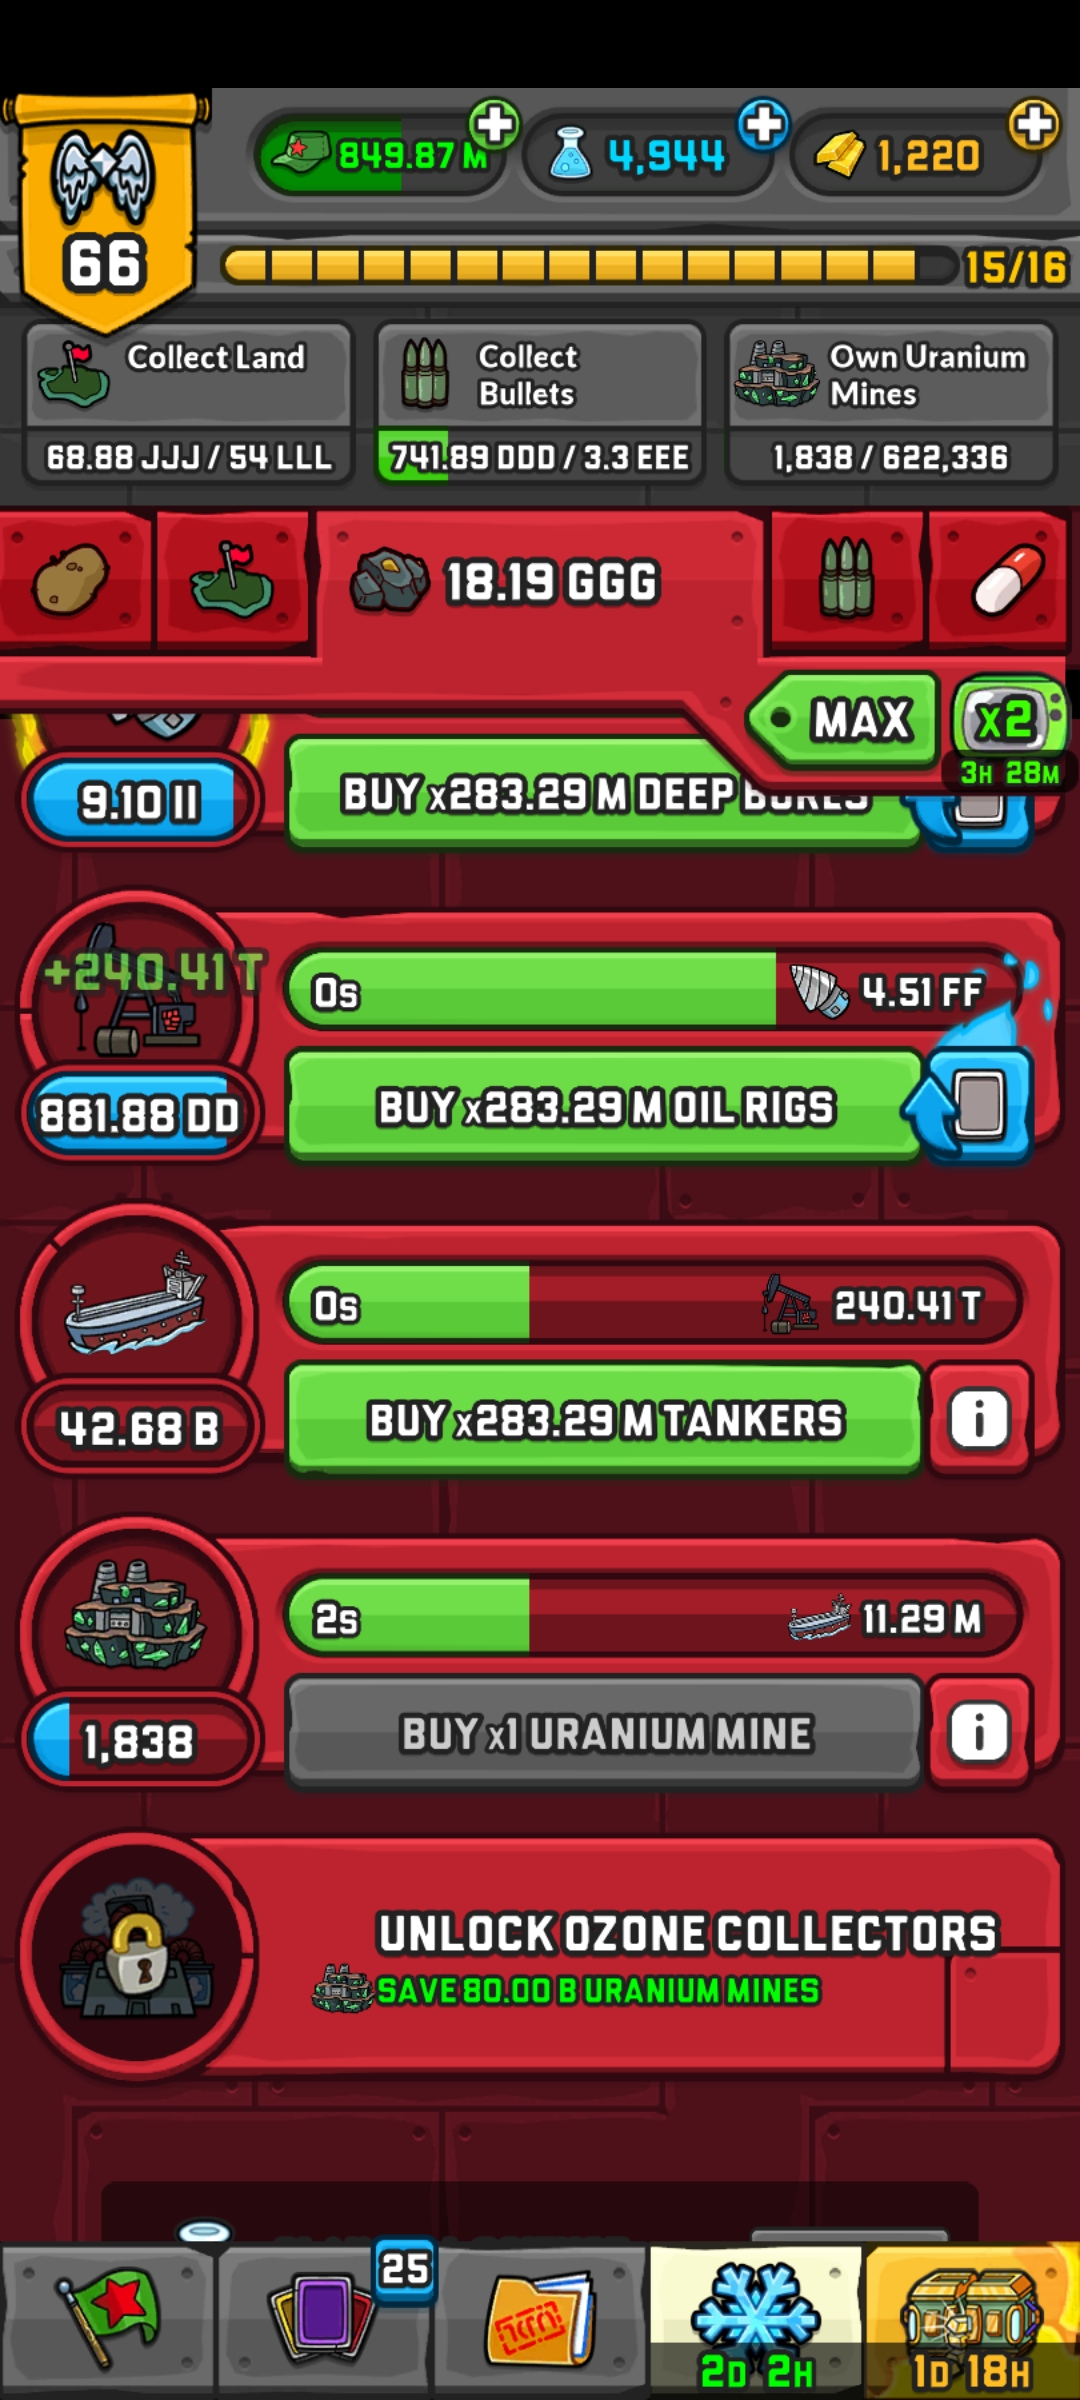 849.87 M
4,944
1,220
66
15/16
Collect Land
68.88 JJJ / 54 LLL
Collect
Bullets
741.89 DDD / 3.3 EEE
Own Uranium
Mines
1,838 / 622,336
18.19 GGG
MAX
x2
3H 28M
9.10 II
BUY x283.29 M DEEP BORES
+240.41 T
0s
4.51 FF
881.88 DD
BUY x283.29 M OIL RIGS
0s
240.41 T
42.68 B
BUY x283.29 M TANKERS
i
2s
11.29 M
1,838
BUY x1 URANIUM MINE
i
UNLOCK OZONE COLLECTORS
SAVE 80.00 B URANIUM MINES
25
2D 2H
1D 18H